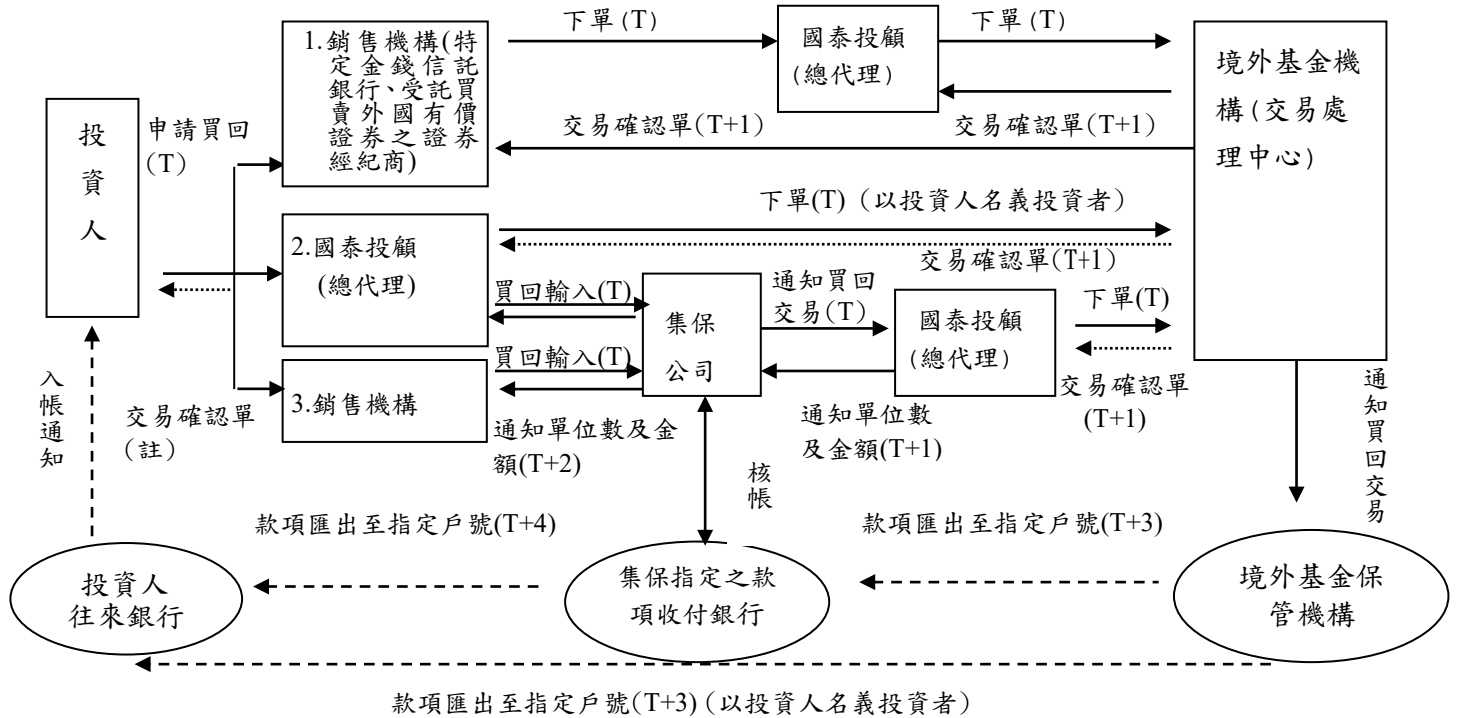 下單(T)
下單(T)
1.銷售機構(特
定金錢信託
銀行、受託買
賣外國有價
證券之證券
經紀商)
國泰投顧
(總代理)
境外基金機
構(交易處
理中心)
投
資
人
申請買回
(T)
交易確認單(T+1)
交易確認單(T+1)
下單(T)（以投資人名義投資者）
2.國泰投顧
(總代理)
交易確認單(T+1)
買回輸入(T)
集保
公司
通知買回
交易(T)
國泰投顧
(總代理)
下單(T)
買回輸入(T)
3.銷售機構
入
帳
通
知
交易確認單
(註)
通知單位數及金
額(T+2)
通知單位數
及金額(T+1)
交易確認單
(T+1)
通
知
買
回
交
易
核
帳
款項匯出至指定戶號(T+4)
款項匯出至指定戶號(T+3)
投資人
往來銀行
集保指定之款
項收付銀行
境外基金保
管機構
款項匯出至指定戶號(T+3)(以投資人名義投資者)